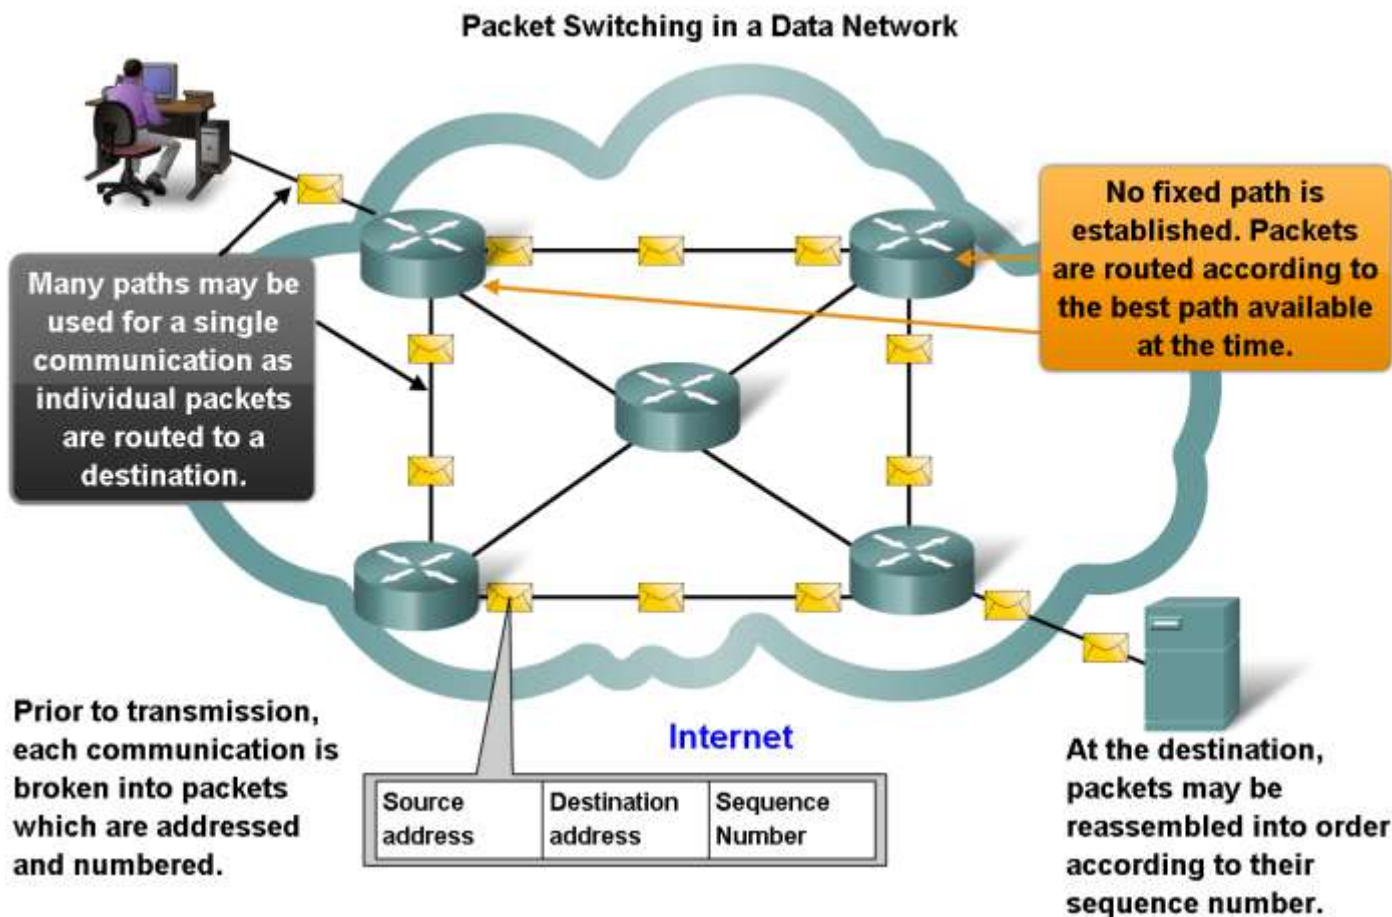 Packet Switching in a Data Network
No fixed path is
established. Packets
are routed according to
the best path available
at the time.
Many paths may be
used for a single
communication as
individual packets
are routed to a
destination.
Prior to transmission,
each communication is
broken into packets
which are addressed
and numbered.
Internet
Source
address
Destination
address
Sequence
Number
At the destination,
packets may be
reassembled into order
according to their
sequence number.